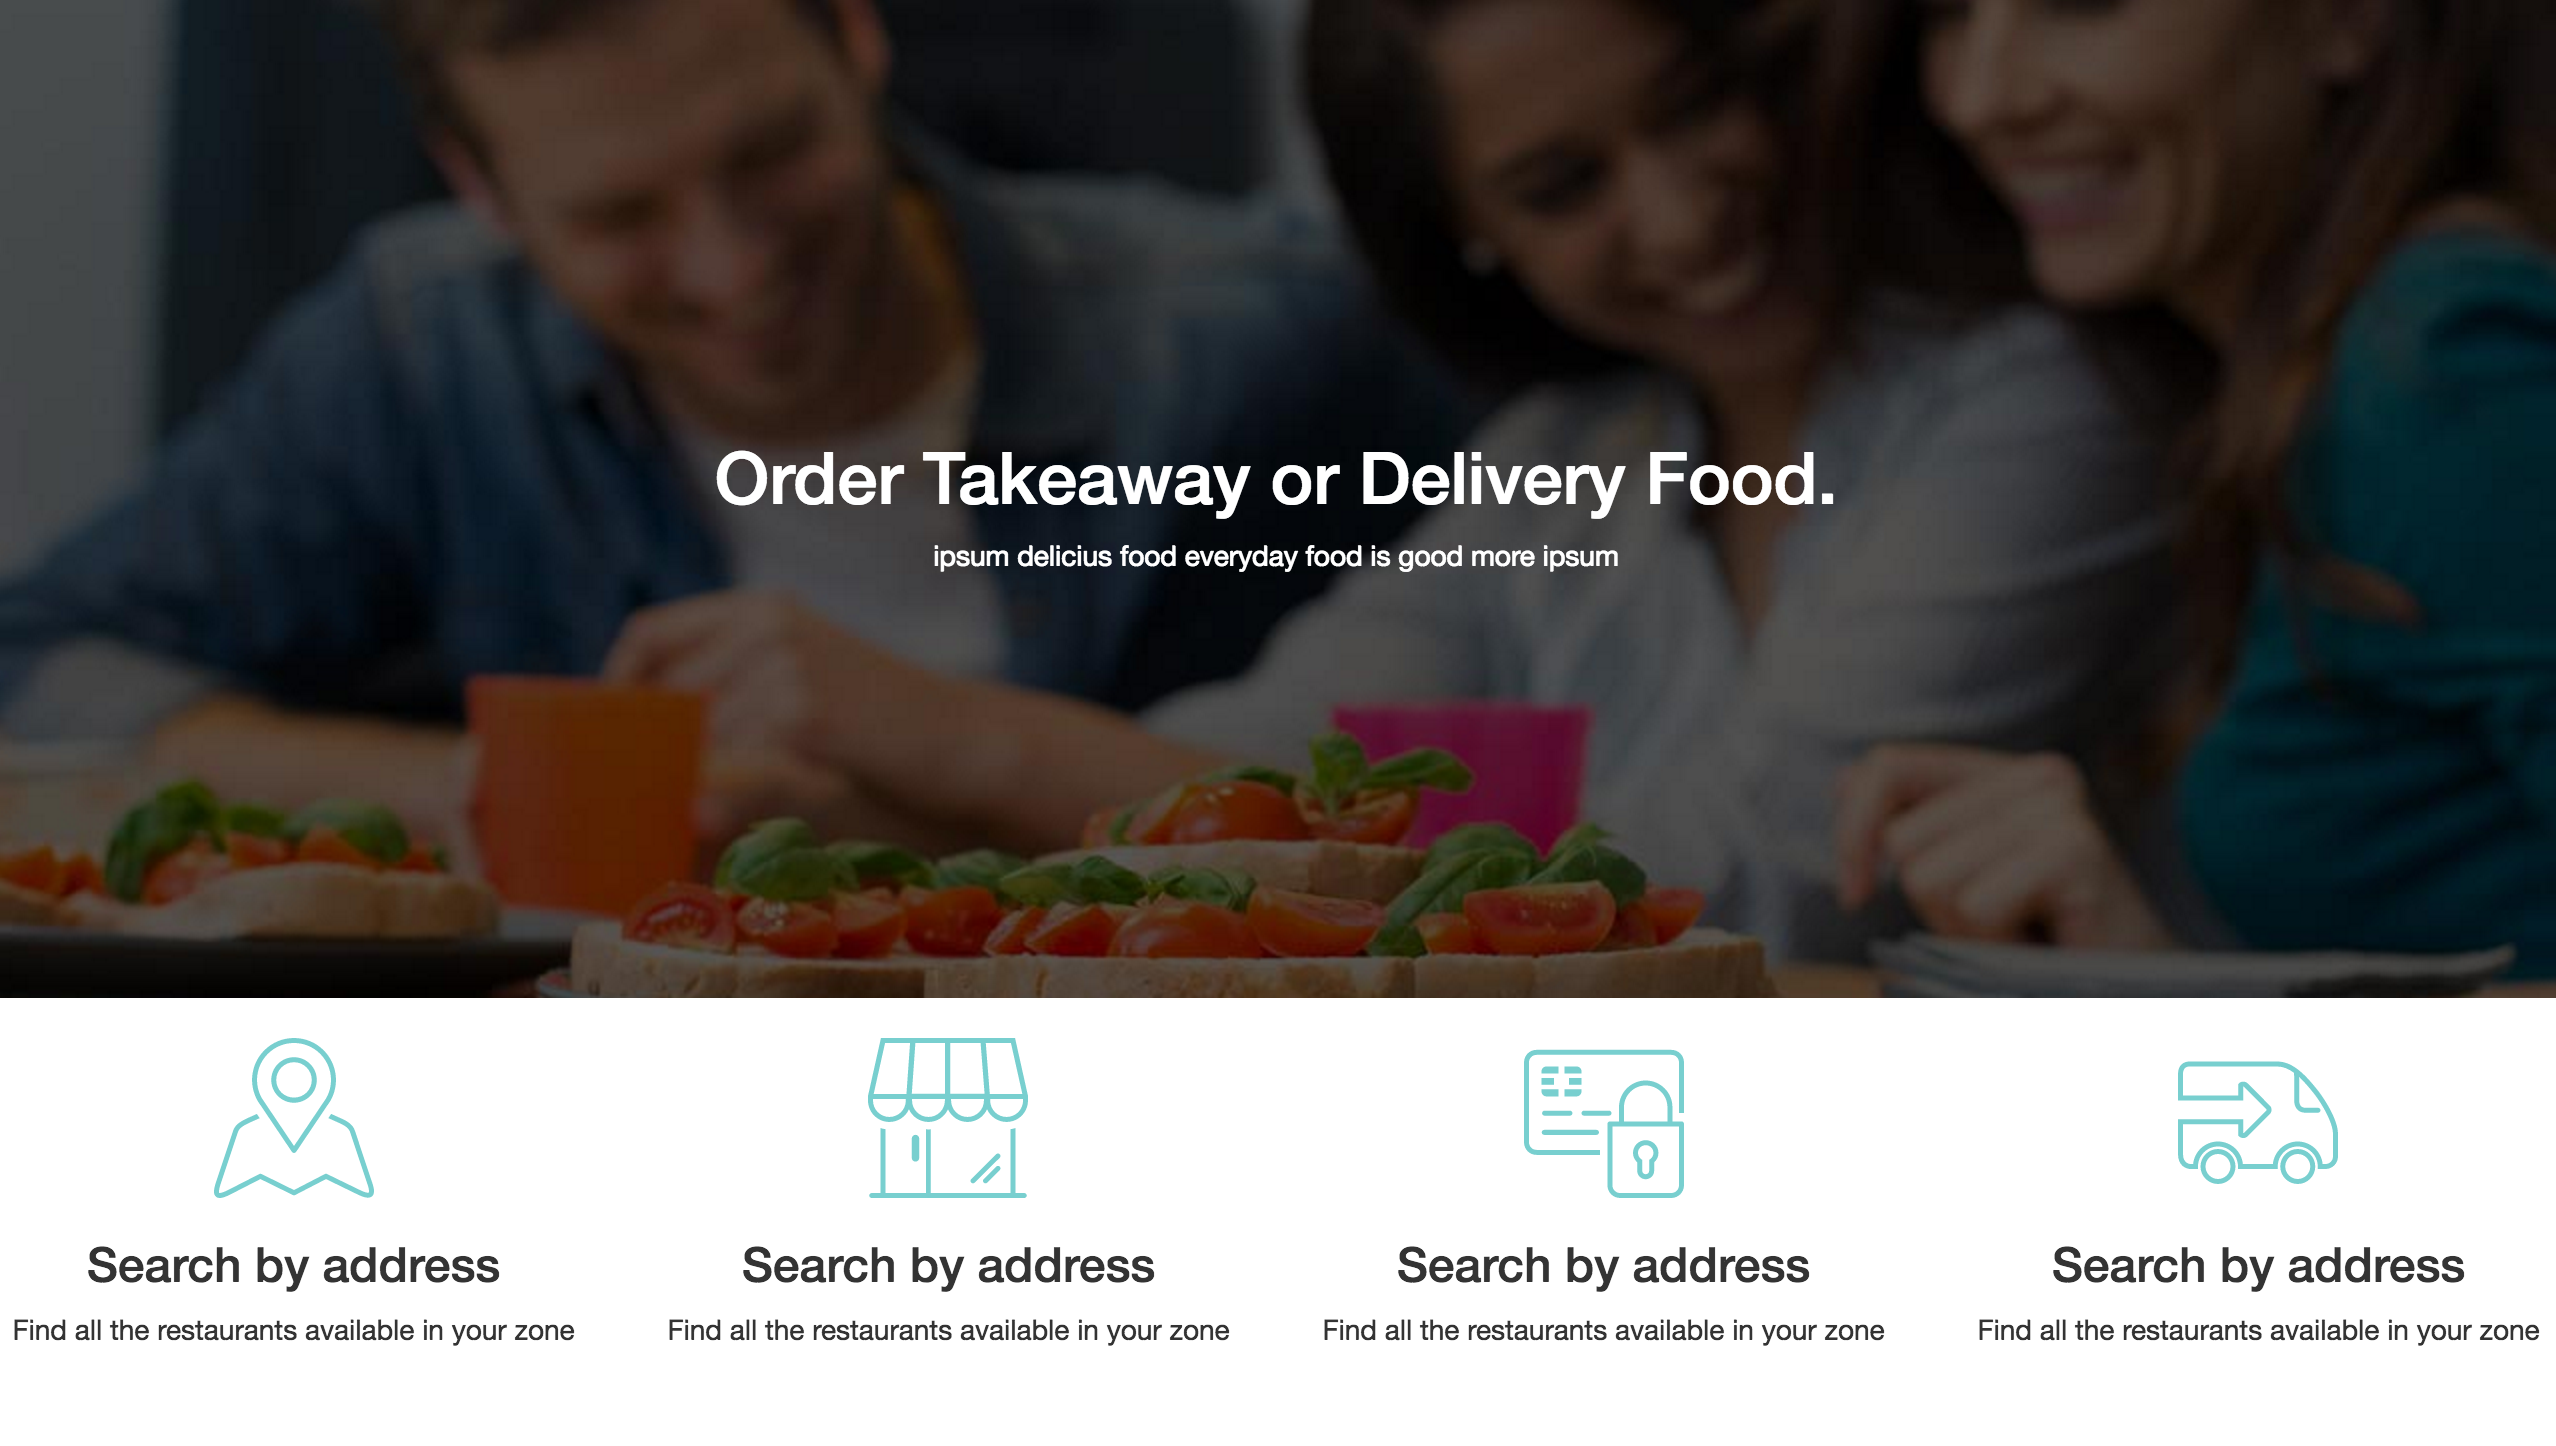 Order Takeaway or Delivery Food.
ipsum delicius food everyday food is good more ipsum
Search by address
Find all the restaurants available in your zone
Search by address
Find all the restaurants available in your zone
Search by address
Find all the restaurants available in your zone
Search by address
Find all the restaurants available in your zone